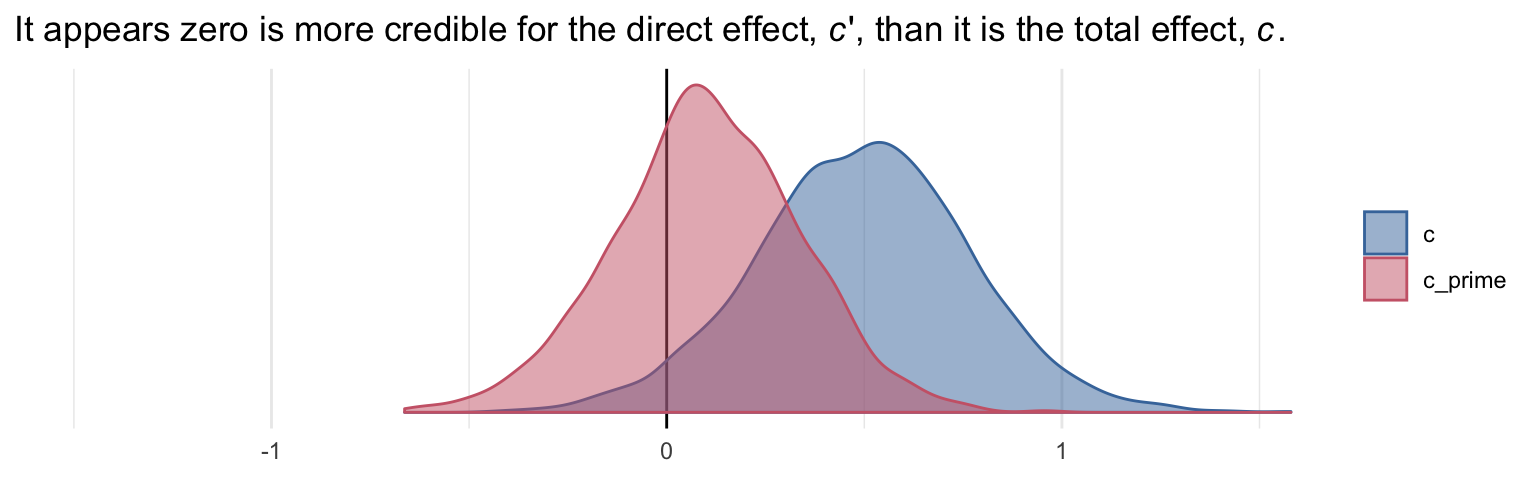 It appears zero is more credible for the direct effect, c', than it is the total effect, c.
c
c_prime
-1 0 1